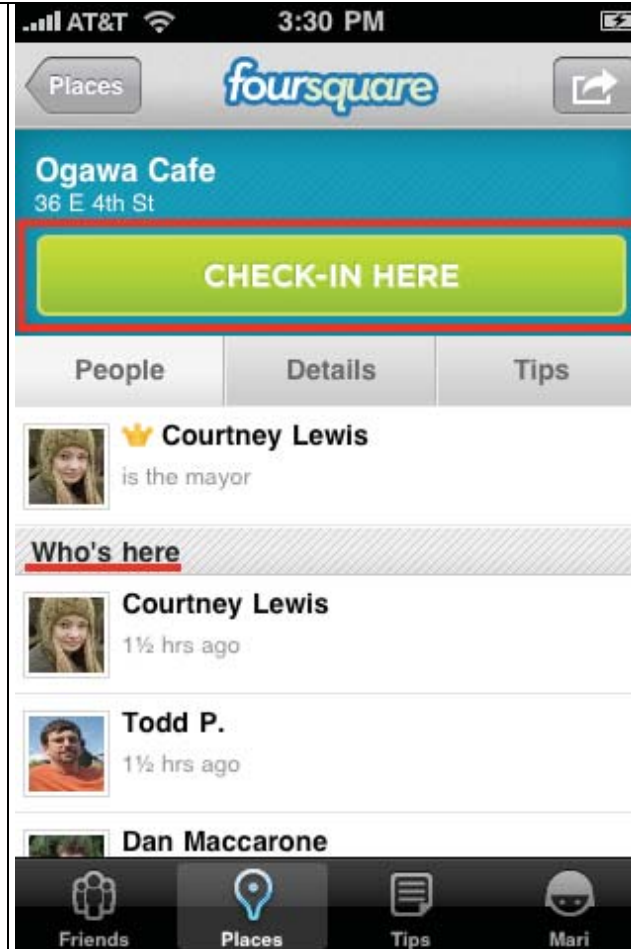 AT&T 3:30 PM
Places foursquare
Ogawa Cafe
36 E 4th St
CHECK-IN HERE
People Details Tips
Courtney Lewis
is the mayor
Who's here
Courtney Lewis
1½ hrs ago
Todd P.
1½ hrs ago
Dan Maccarone
Friends Places Tips Mari